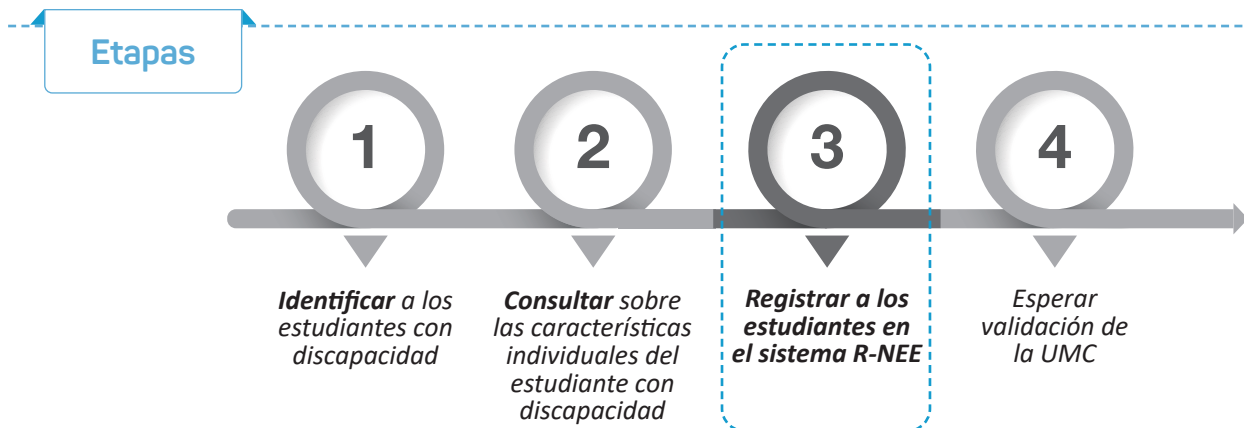 Etapas
1
2
3
4
Identificar a los
estudiantes con
discapacidad
Consultar sobre
las características
individuales del
estudiante con
discapacidad
Registrar a los
estudiantes en
el sistema R-NEE
Esperar
validación de
la UMC